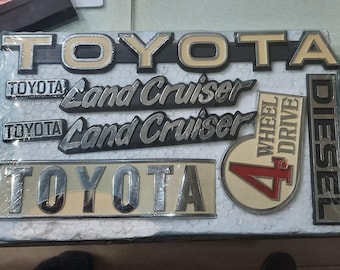 TOYOTA
TOYOTA Land Cruiser
TOYOTA Land Cruiser
TOYOTA
4 WHEEL
DRIVE
DIESEL